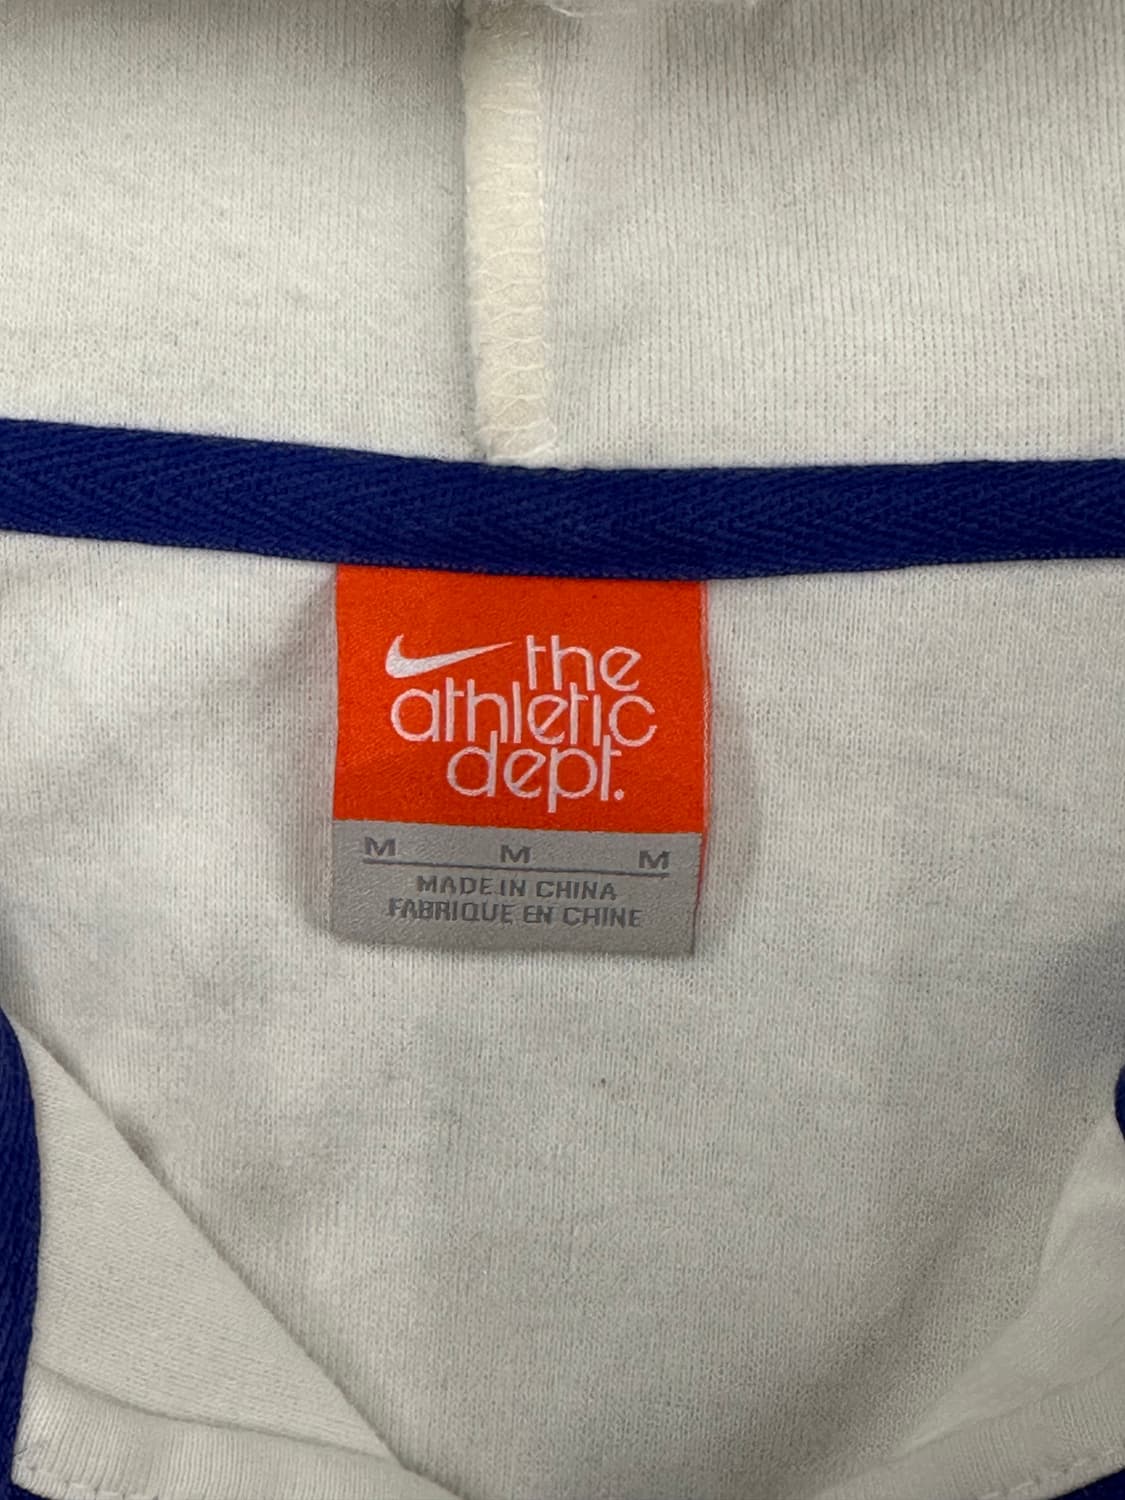 the
athletic
dept.
M M M
MADE IN CHINA
FABRIQUE EN CHINE